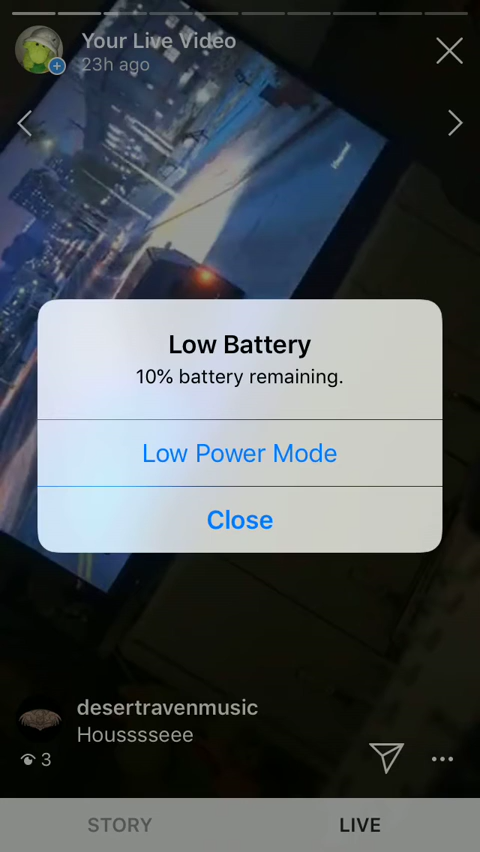 Your Live Video
23h ago
Low Battery
10% battery remaining.
Low Power Mode
Close
desertravenmusic
Housssseee
3
STORY
LIVE